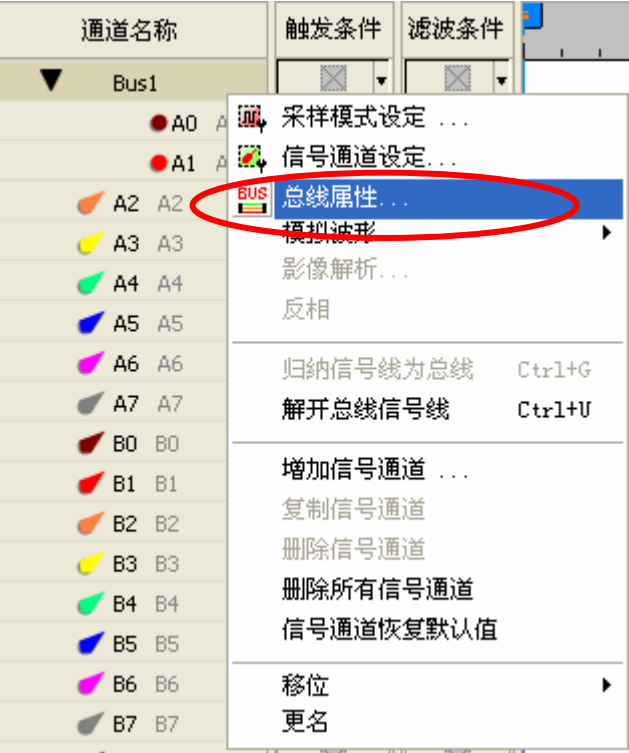 通道名称 触发条件 滤波条件
Bus1
A0 A
A1 A
A2 A2
A3 A3
A4 A4
A5 A5
A6 A6
A7 A7
B0 B0
B1 B1
B2 B2
B3 B3
B4 B4
B5 B5
B6 B6
B7 B7
采样模式设定 ...
信号通道设定...
BUS 总线属性...
模拟波形
影像解析...
反相
归纳信号线为总线 Ctrl+G
解开总线信号线 Ctrl+U
增加信号通道 ...
复制信号通道
删除信号通道
删除所有信号通道
信号通道恢复默认值
移位
更名